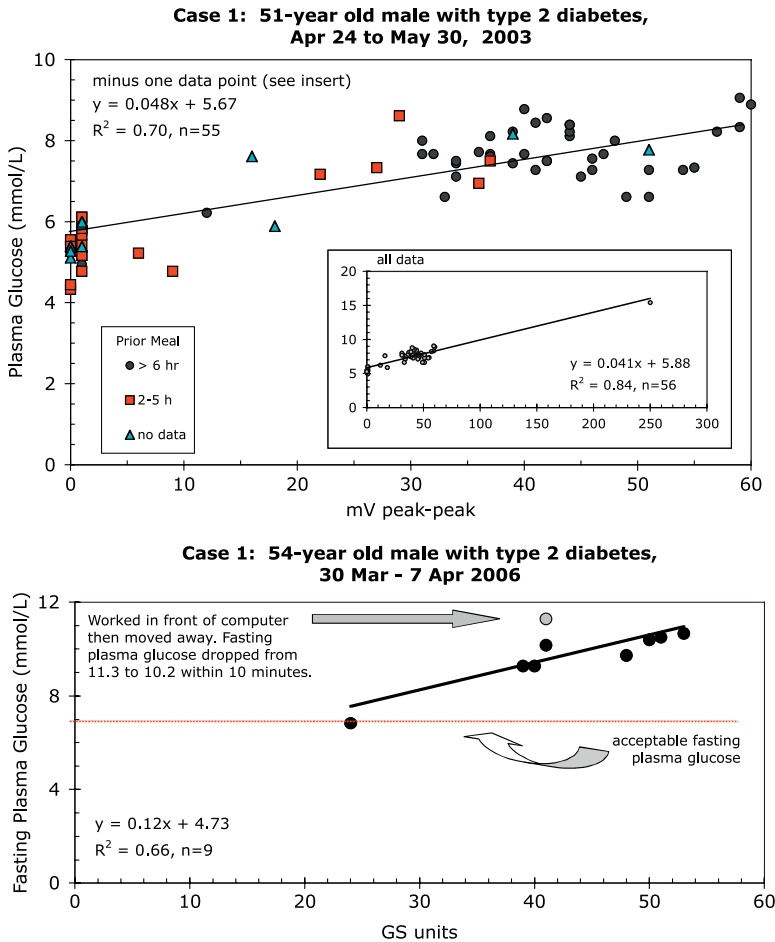 Case 1:  51-year old male with type 2 diabetes,
Apr 24 to May 30,  2003
10
8
6
4
2
0
Plasma Glucose (mmol/L)
minus one data point (see insert)
y = 0.048x + 5.67
R² = 0.70, n=55
Prior Meal
> 6 hr
2-5 h
no data
all data
20
15
10
5
0
y = 0.041x + 5.88
R² = 0.84, n=56
0 50 100 150 200 250 300
0 10 20 30 40 50 60
mV peak-peak
Case 1:  54-year old male with type 2 diabetes,
30 Mar - 7 Apr 2006
12
8
4
0
Fasting Plasma Glucose (mmol/L)
Worked in front of computer
then moved away. Fasting
plasma glucose dropped from
11.3 to 10.2 within 10 minutes.
acceptable fasting
plasma glucose
y = 0.12x + 4.73
R² = 0.66, n=9
0 10 20 30 40 50 60
GS units